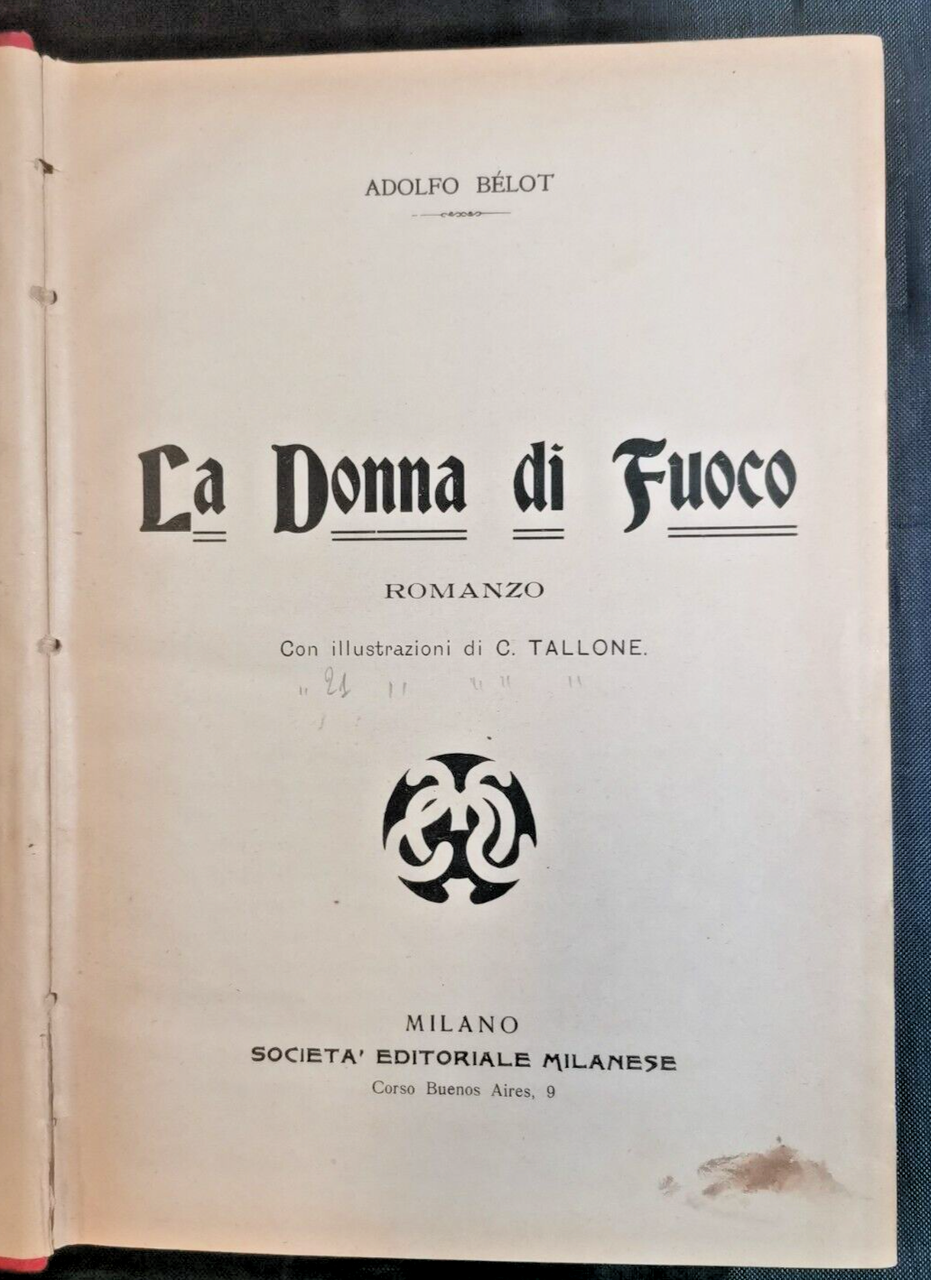 ADOLFO BÉLOT
La Donna di Fuoco
ROMANZO
Con illustrazioni di C. TALLONE.
" 21 " " " "
MILANO
SOCIETA' EDITORIALE MILANESE
Corso Buenos Aires, 9